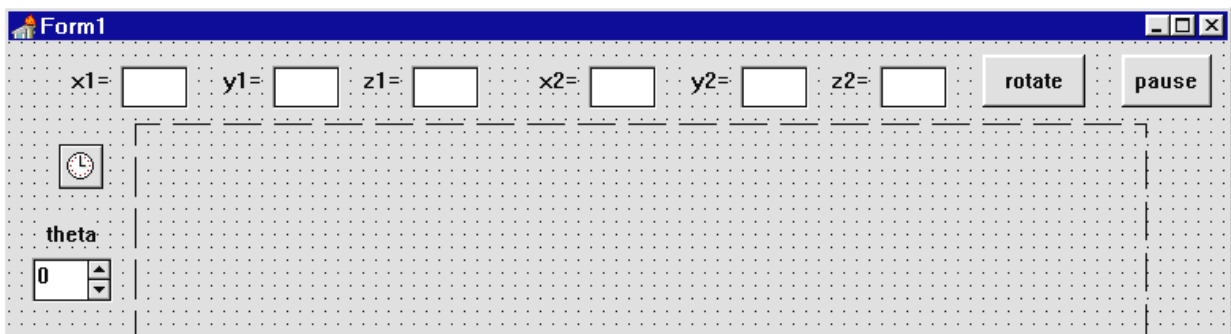 Form1
x1= y1= z1= x2= y2= z2= rotate pause
theta
0